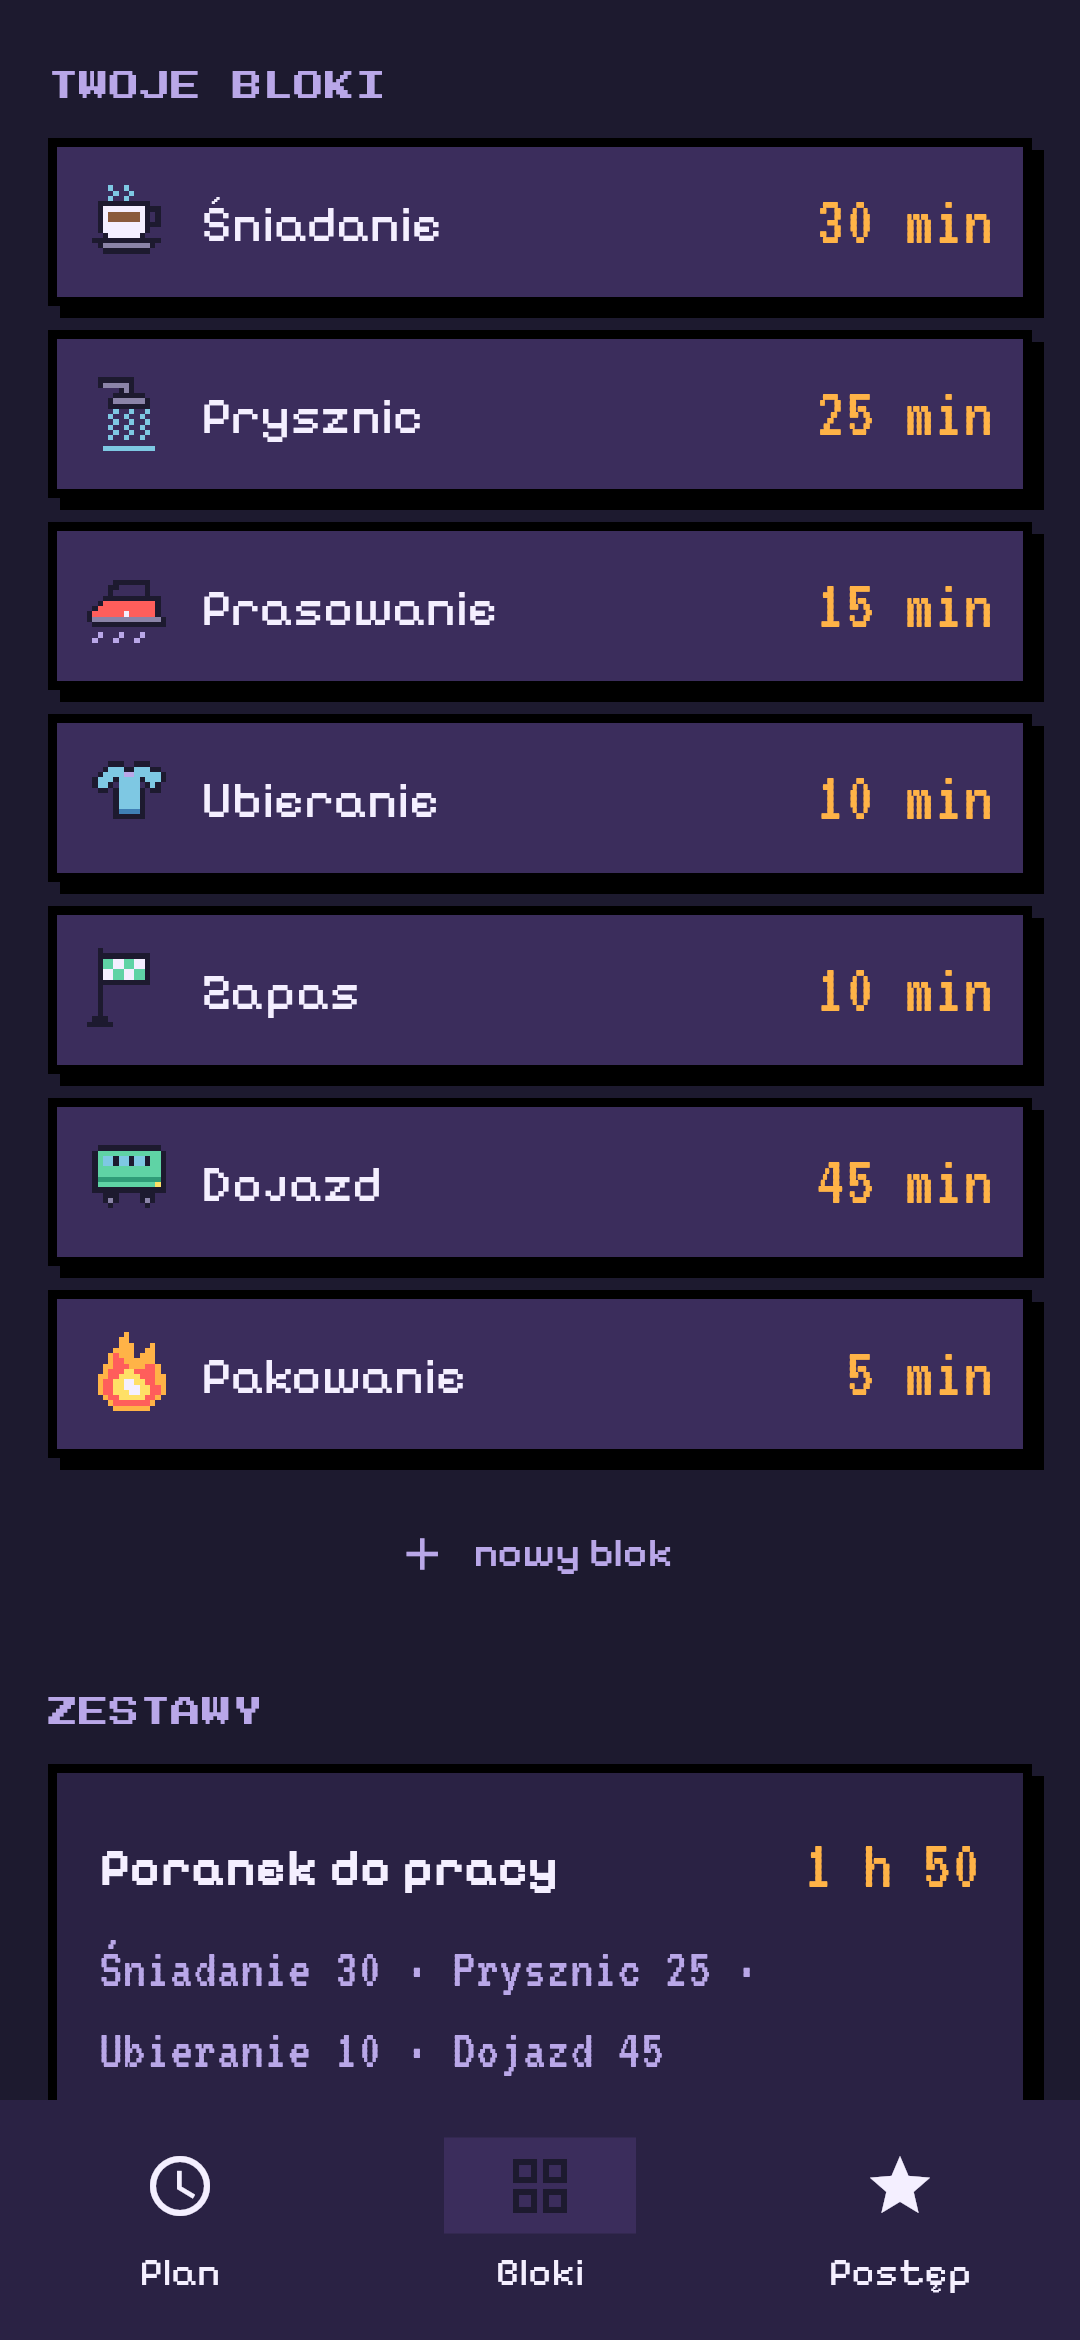 TWOJE BLOKI
Śniadanie 30 min
Prysznic 25 min
Prasowanie 15 min
Ubieranie 10 min
Zapas 10 min
Dojazd 45 min
Pakowanie 5 min
+ nowy blok
ZESTAWY
Poranek do pracy 1 h 50
Śniadanie 30 · Prysznic 25 ·
Ubieranie 10 · Dojazd 45
Plan Bloki Postęp